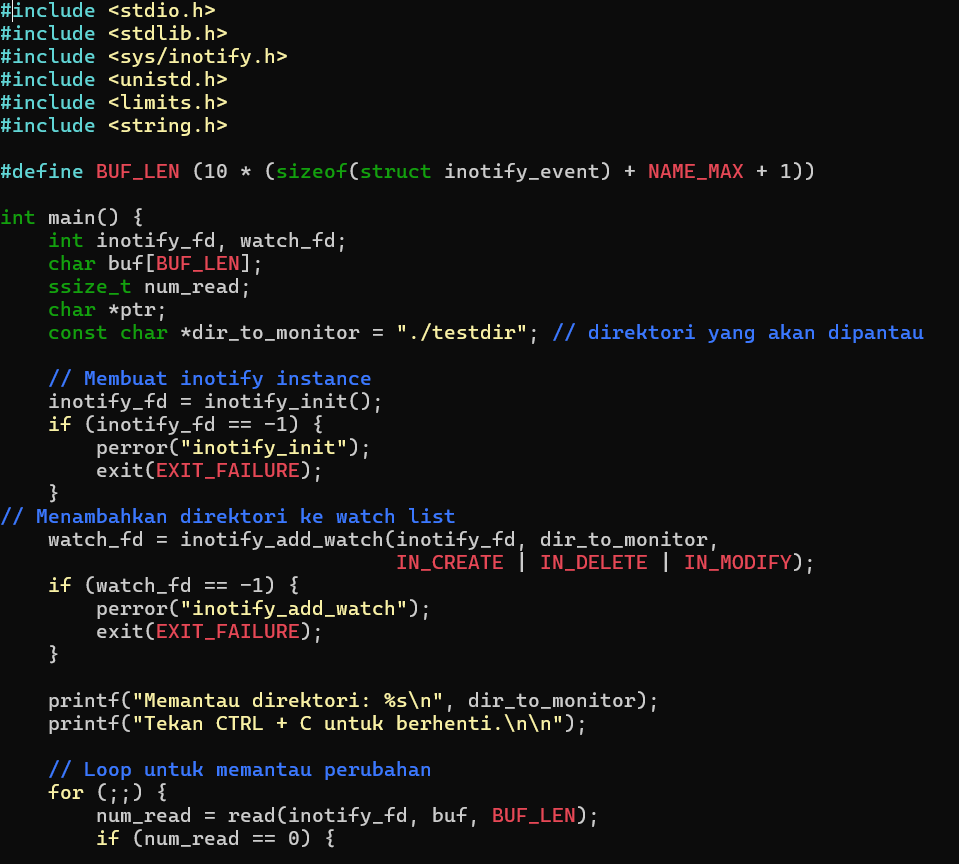 #include <stdio.h>
#include <stdlib.h>
#include <sys/inotify.h>
#include <unistd.h>
#include <limits.h>
#include <string.h>

#define BUF_LEN (10 * (sizeof(struct inotify_event) + NAME_MAX + 1))

int main() {
    int inotify_fd, watch_fd;
    char buf[BUF_LEN];
    ssize_t num_read;
    char *ptr;
    const char *dir_to_monitor = "./testdir"; // direktori yang akan dipantau

    // Membuat inotify instance
    inotify_fd = inotify_init();
    if (inotify_fd == -1) {
        perror("inotify_init");
        exit(EXIT_FAILURE);
    }
// Menambahkan direktori ke watch list
    watch_fd = inotify_add_watch(inotify_fd, dir_to_monitor,
                                 IN_CREATE | IN_DELETE | IN_MODIFY);
    if (watch_fd == -1) {
        perror("inotify_add_watch");
        exit(EXIT_FAILURE);
    }

    printf("Memantau direktori: %s\n", dir_to_monitor);
    printf("Tekan CTRL + C untuk berhenti.\n\n");

    // Loop untuk memantau perubahan
    for (;;) {
        num_read = read(inotify_fd, buf, BUF_LEN);
        if (num_read == 0) {